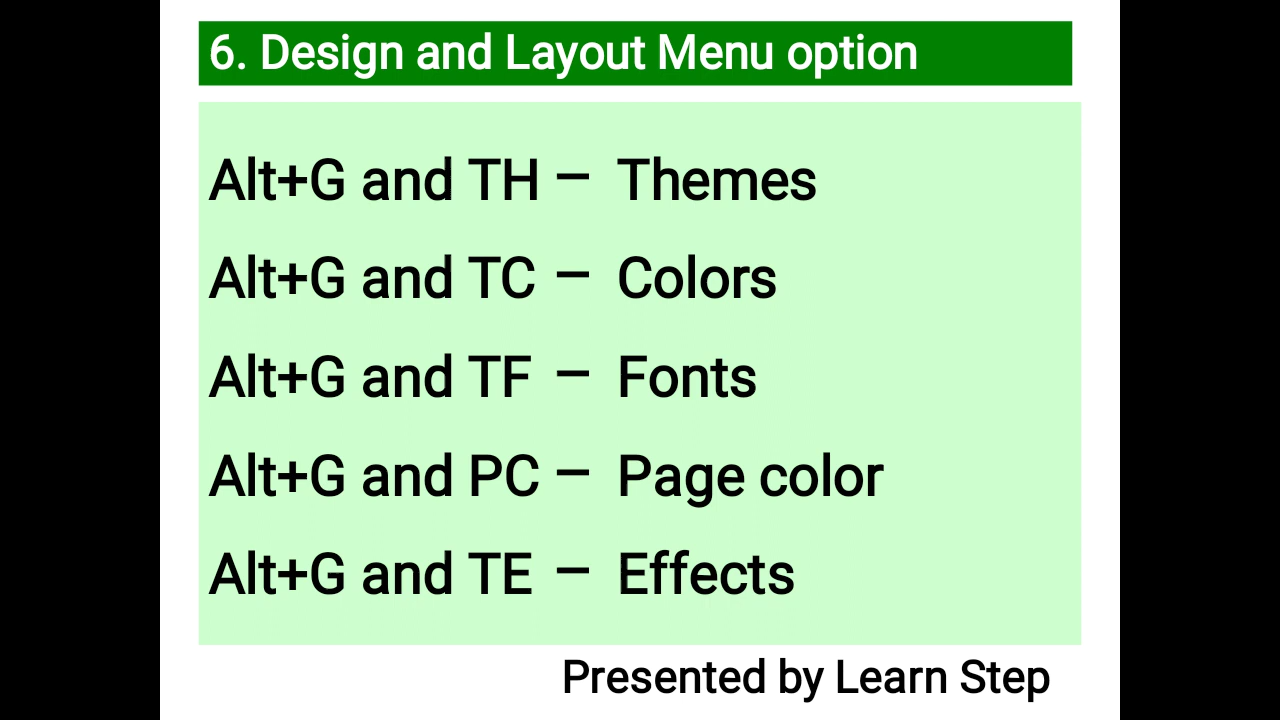 6. Design and Layout Menu option
Alt+G and TH – Themes
Alt+G and TC – Colors
Alt+G and TF – Fonts
Alt+G and PC – Page color
Alt+G and TE – Effects
Presented by Learn Step